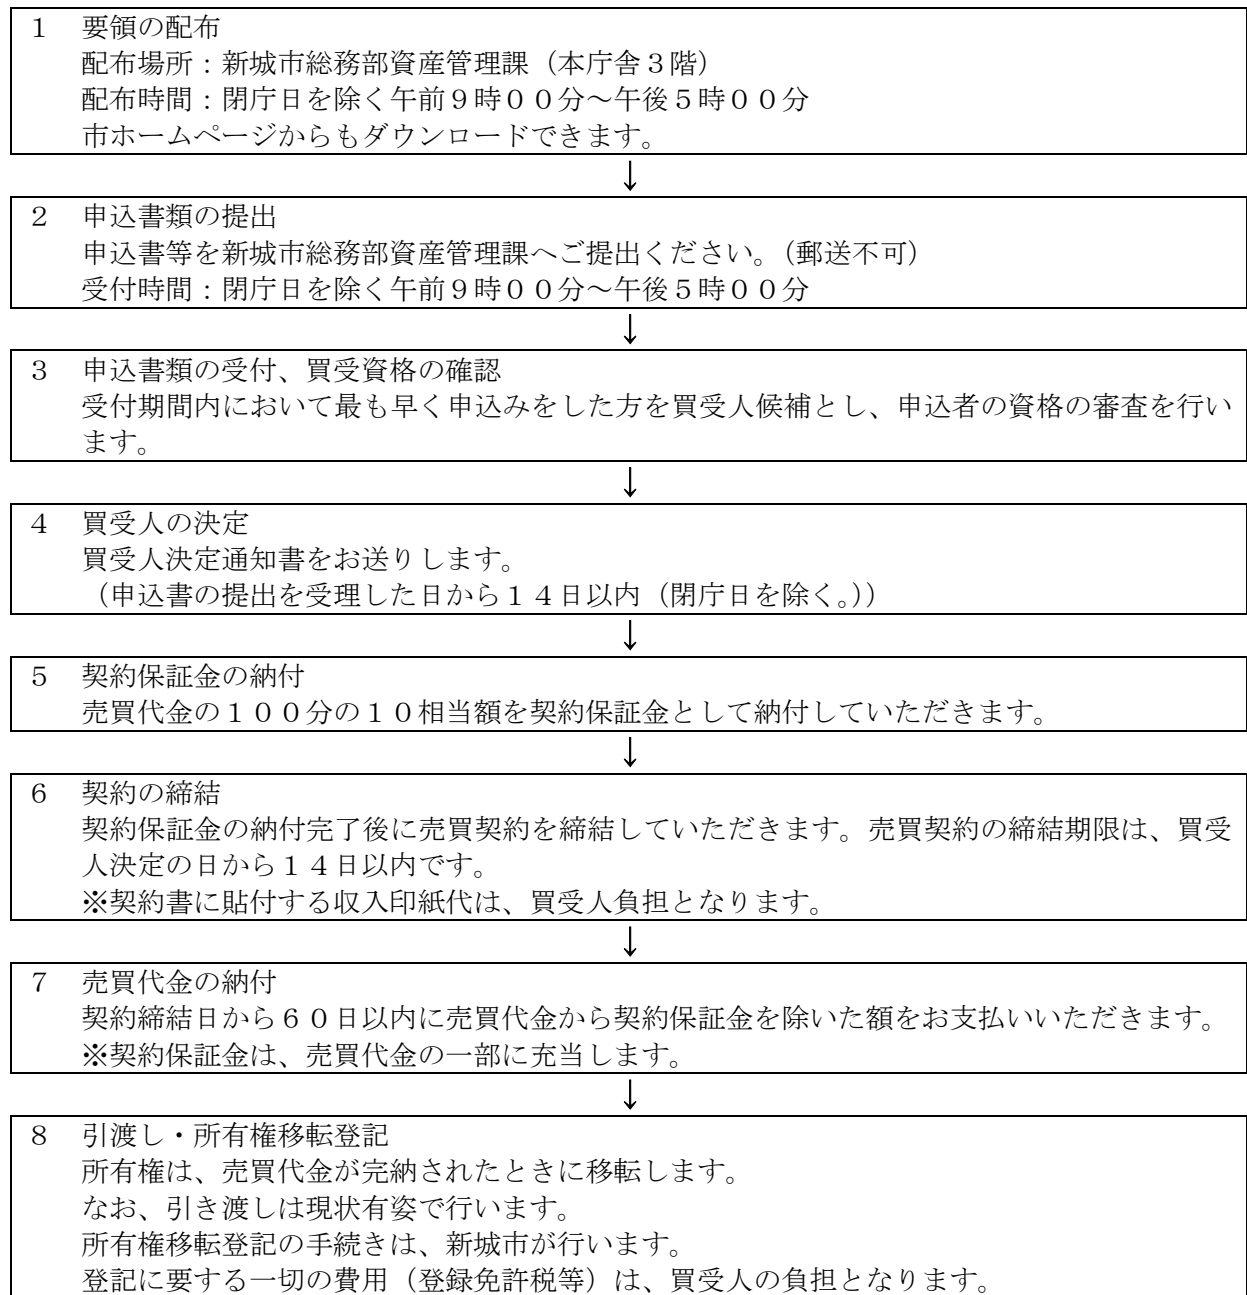 １　要領の配布
配布場所：新城市総務部資産管理課（本庁舎３階）
配布時間：閉庁日を除く午前９時００分～午後５時００分
市ホームページからもダウンロードできます。
↓
２　申込書類の提出
申込書等を新城市総務部資産管理課へご提出ください。（郵送不可）
受付時間：閉庁日を除く午前９時００分～午後５時００分
↓
３　申込書類の受付、買受資格の確認
受付期間内において最も早く申込みをした方を買受人候補とし、申込者の資格の審査を行い
ます。
↓
４　買受人の決定
買受人決定通知書をお送りします。
（申込書の提出を受理した日から１４日以内（閉庁日を除く。））
↓
５　契約保証金の納付
売買代金の１００分の１０相当額を契約保証金として納付していただきます。
↓
６　契約の締結
契約保証金の納付完了後に売買契約を締結していただきます。売買契約の締結期限は、買受
人決定の日から１４日以内です。
※契約書に貼付する収入印紙代は、買受人負担となります。
↓
７　売買代金の納付
契約締結日から６０日以内に売買代金から契約保証金を除いた額をお支払いいただきます。
※契約保証金は、売買代金の一部に充当します。
↓
８　引渡し・所有権移転登記
所有権は、売買代金が完納されたときに移転します。
なお、引き渡しは現状有姿で行います。
所有権移転登記の手続きは、新城市が行います。
登記に要する一切の費用（登録免許税等）は、買受人の負担となります。